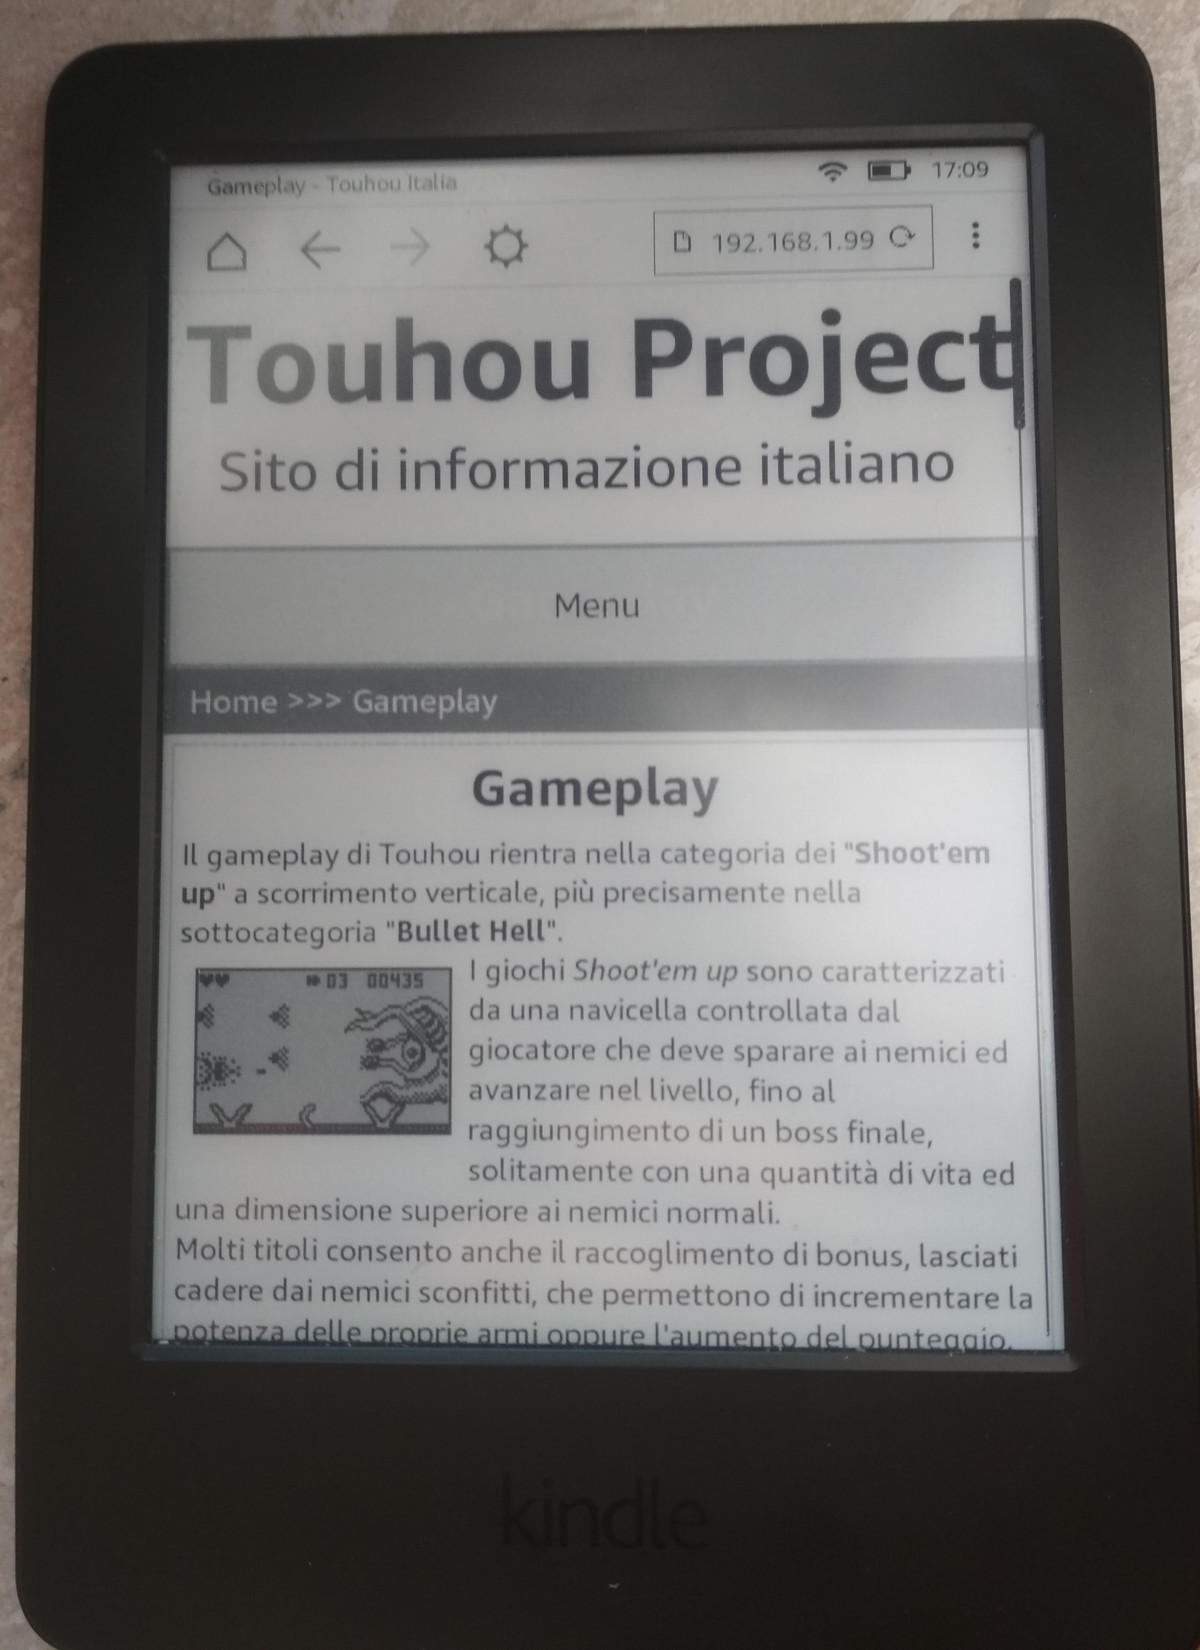 Gameplay - Touhou Italia
17:09
192.168.1.99
Touhou Project
Sito di informazione italiano
Menu
Home >>> Gameplay
Gameplay
Il gameplay di Touhou rientra nella categoria dei "Shoot'em
up" a scorrimento verticale, più precisamente nella
sottocategoria "Bullet Hell".
03 00435
I giochi Shoot'em up sono caratterizzati
da una navicella controllata dal
giocatore che deve sparare ai nemici ed
avanzare nel livello, fino al
raggiungimento di un boss finale,
solitamente con una quantità di vita ed
una dimensione superiore ai nemici normali.
Molti titoli consento anche il raccoglimento di bonus, lasciati
cadere dai nemici sconfitti, che permettono di incrementare la
potenza delle proprie armi oppure l'aumento del punteggio.
kindle